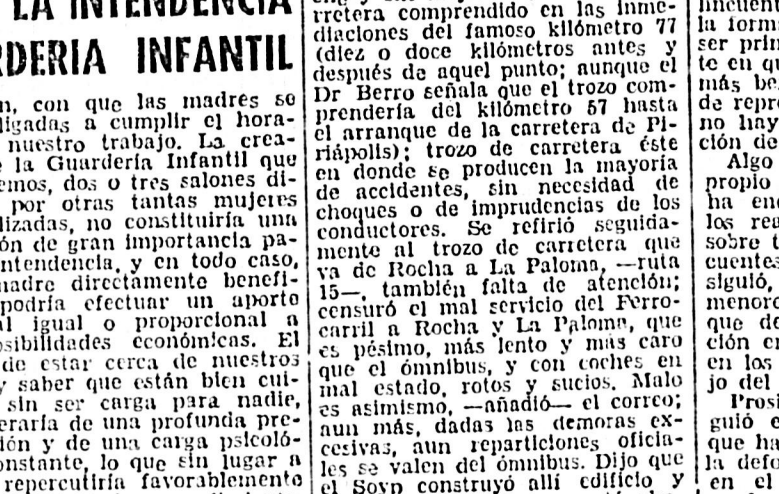 LA INTENDENCIA
RDERIA INFANTIL
n, con que las madres se
ligadas a cumplir el hora-
nuestro trabajo. La crea-
e la Guardería Infantil que
emos, dos o tres salones di-
por otras tantas mujeres
lizadas, no constituiría una
ón de gran importancia pa-
ntendencia, y en todo caso,
nadre directamente benefi-
podría efectuar un aporte
al igual o proporcional a
sibilidades económicas. El
de estar cerca de nuestros
y saber que están bien cui-
sin ser carga para nadie,
eraría de una profunda pre-
ión y de una carga psicoló-
onstante, lo que sin lugar a
repercutiría favorablemente
rretera comprendido en las inme-
diaciones del famoso kilómetro 77
(diez o doce kilómetros antes y
después de aquel punto; aunque el
Dr Berro señala que el trozo com-
prendería del kilómetro 57 hasta
el arranque de la carretera de Pi-
riápolis); trozo de carretera éste
en donde se producen la mayoría
de accidentes, sin necesidad de
choques o de imprudencias de los
conductores. Se refirió seguida-
mente al trozo de carretera que
va de Rocha a La Paloma, —ruta
15—, también falta de atención;
censuró el mal servicio del Ferro-
carril a Rocha y La Paloma, que
es pésimo, más lento y más caro
que el ómnibus, y con coches en
mal estado, rotos y sucios. Malo
es asimismo, —añadió— el correo;
aun más, dadas las demoras ex-
cesivas, aun reparticiones oficia-
les se valen del ómnibus. Dijo que
el Soyp construyó allí edificio y
la form
ser prim
te en qu
más be
de repr
no hay
ción de
Algo
propio
ha en
los rea
sobre t
cuentes
siguió,
menore
que de
ción en
en los
jo del
Prosi
guió e
que ha
la defo
en el